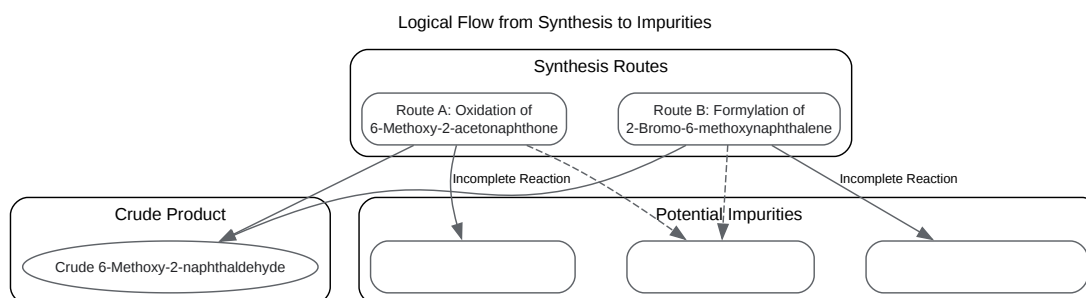 Logical Flow from Synthesis to Impurities
Synthesis Routes
Route A: Oxidation of
6-Methoxy-2-acetonaphthone
Route B: Formylation of
2-Bromo-6-methoxynaphthalene
Incomplete Reaction
Incomplete Reaction
Crude Product
Potential Impurities
Crude 6-Methoxy-2-naphthaldehyde